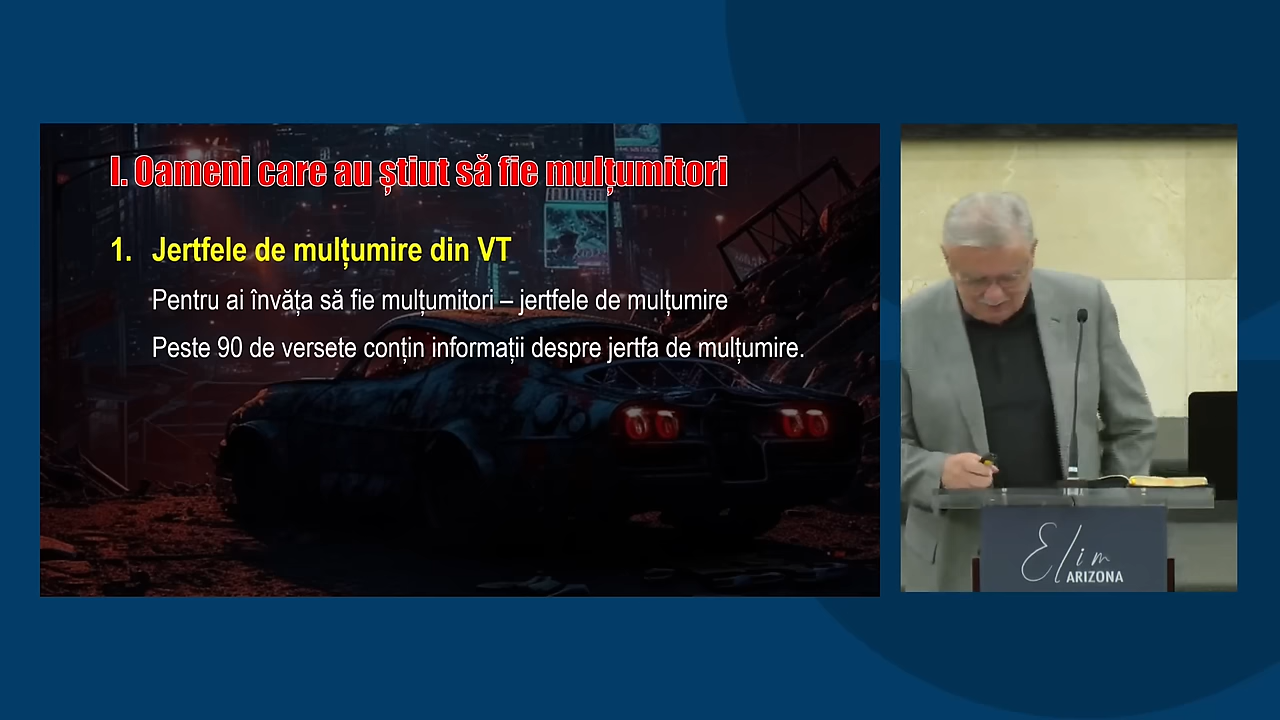 I. Oameni care au știut să fie mulțumitori
1. Jertfele de mulțumire din VT
Pentru ai învăța să fie mulțumitori – jertfele de mulțumire
Peste 90 de versete conțin informații despre jertfa de mulțumire.
Elim
ARIZONA